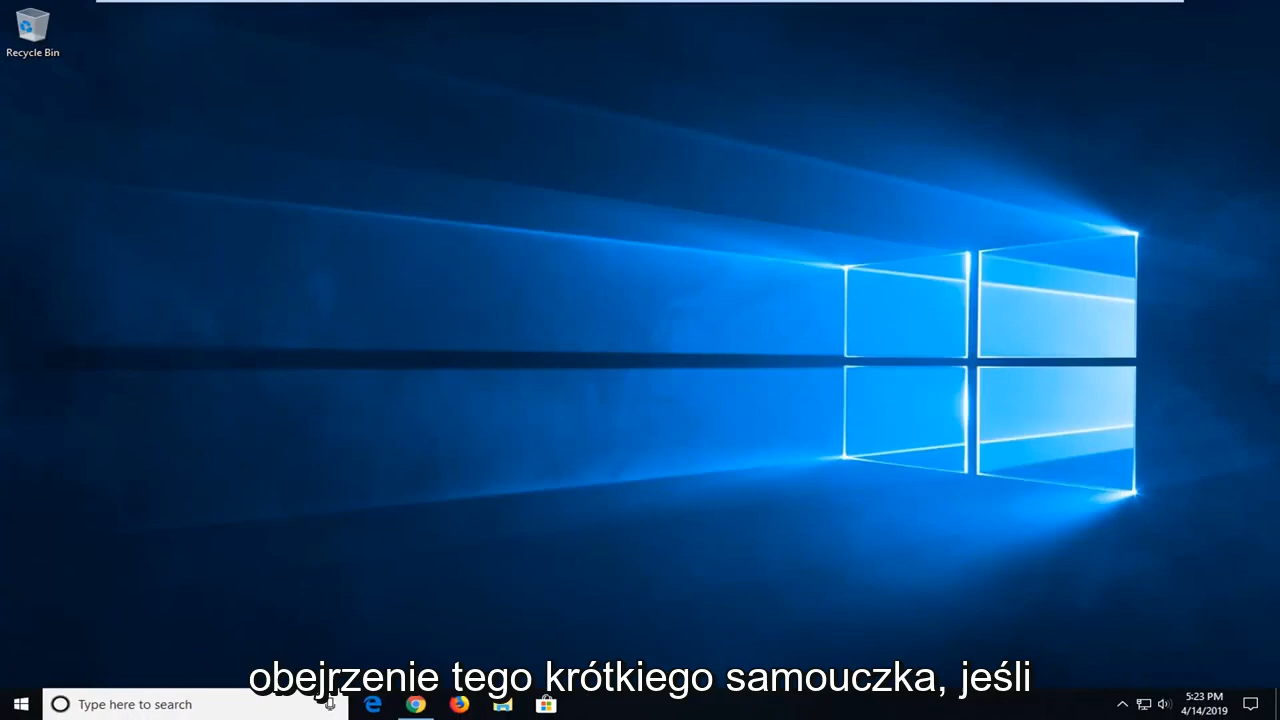 Recycle Bin
obejrzenie tego krótkiego samouczka, jeśli
Type here to search
5:23 PM
4/14/2019